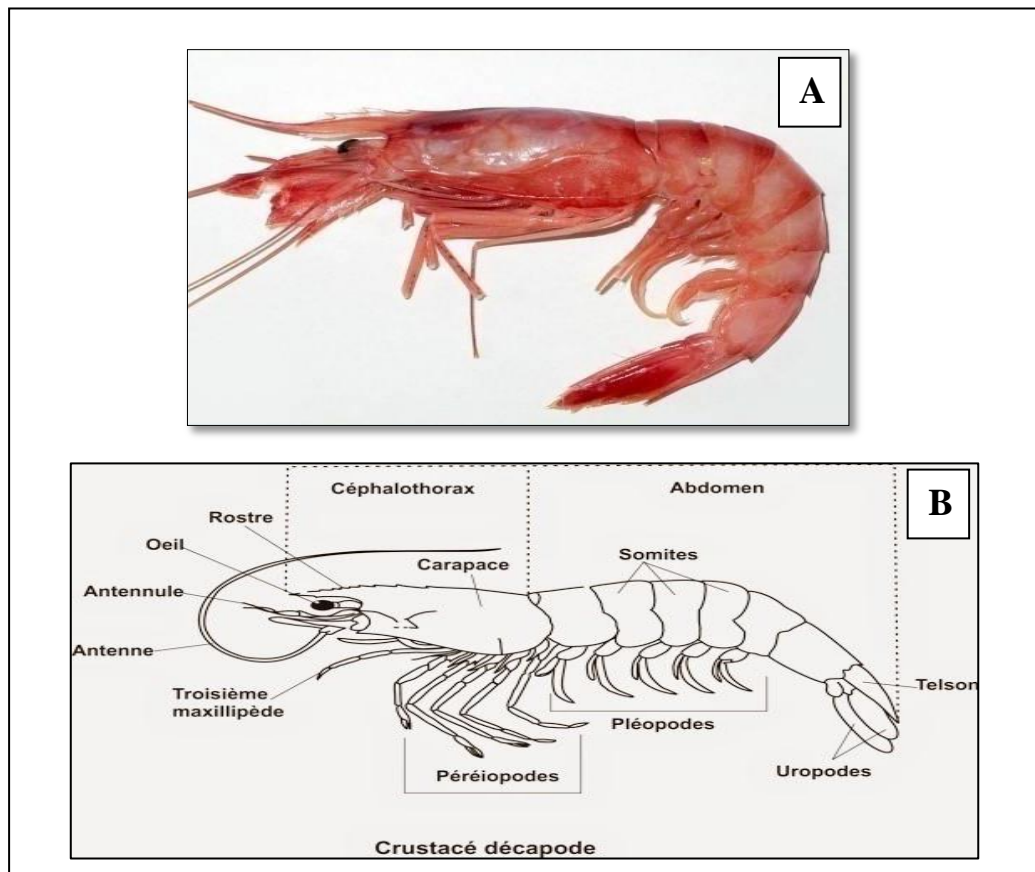 A
B
Céphalothorax
Abdomen
Rostre
Oeil
Somites
Carapace
Antennule
Antenne
Troisième
maxillipède
Telson
Pléopodes
Uropodes
Péréiopodes
Crustacé décapode